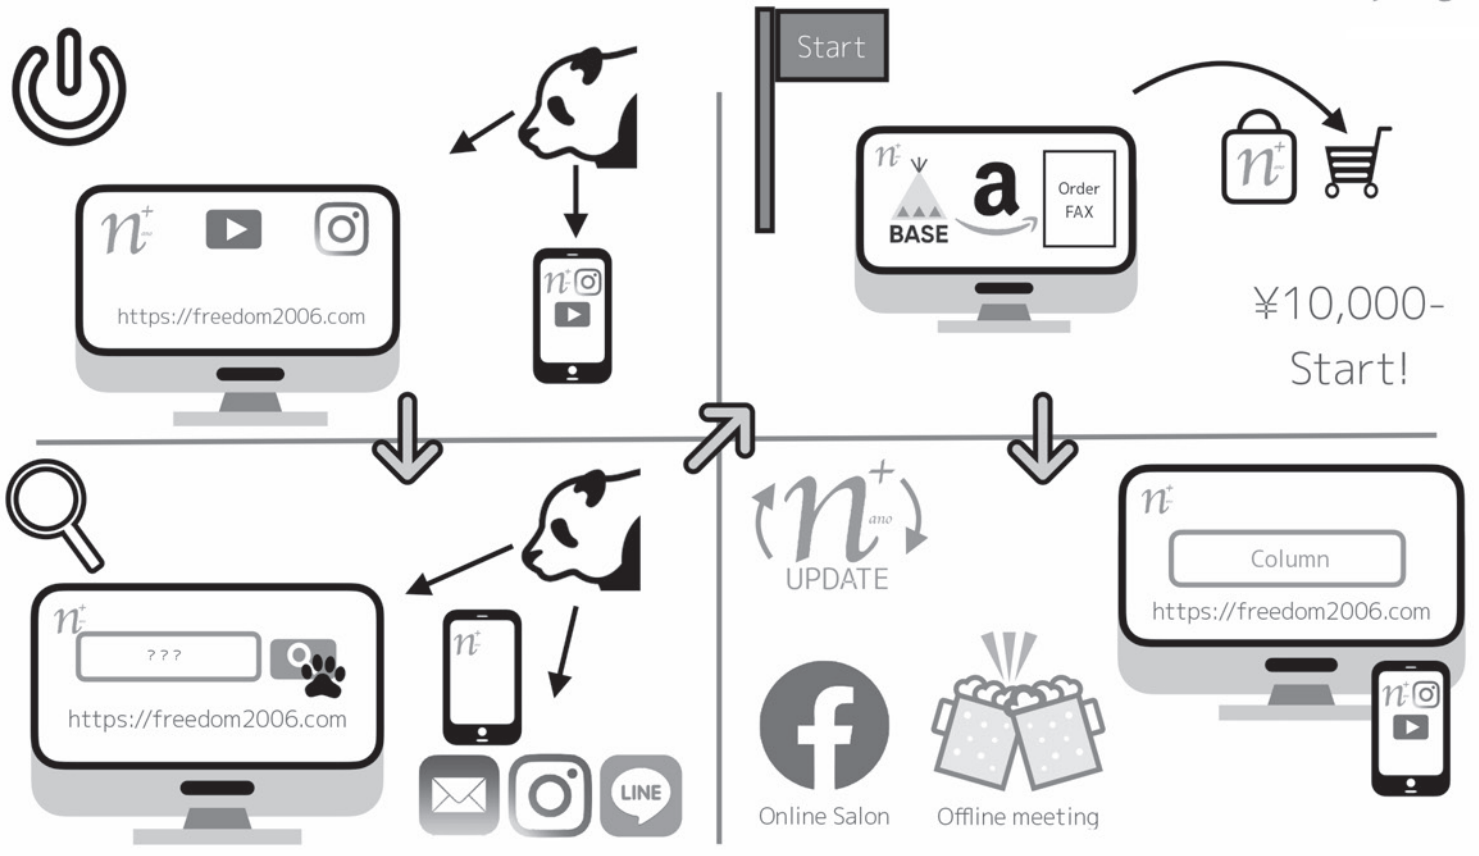 n+
ano
https://freedom2006.com
n+
n+
???
https://freedom2006.com
n+
LINE
Start
n+
BASE
a
Order
FAX
n+
¥10,000-
Start!
n+
ano
UPDATE
Online Salon
Offline meeting
n+
Column
https://freedom2006.com
n+